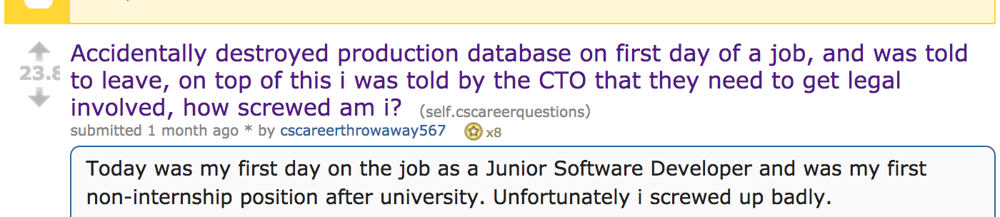 Accidentally destroyed production database on first day of a job, and was told
23.8 to leave, on top of this i was told by the CTO that they need to get legal
involved, how screwed am i? (self.cscareerquestions)
submitted 1 month ago * by cscareerthrowaway567 x8
Today was my first day on the job as a Junior Software Developer and was my first
non-internship position after university. Unfortunately i screwed up badly.